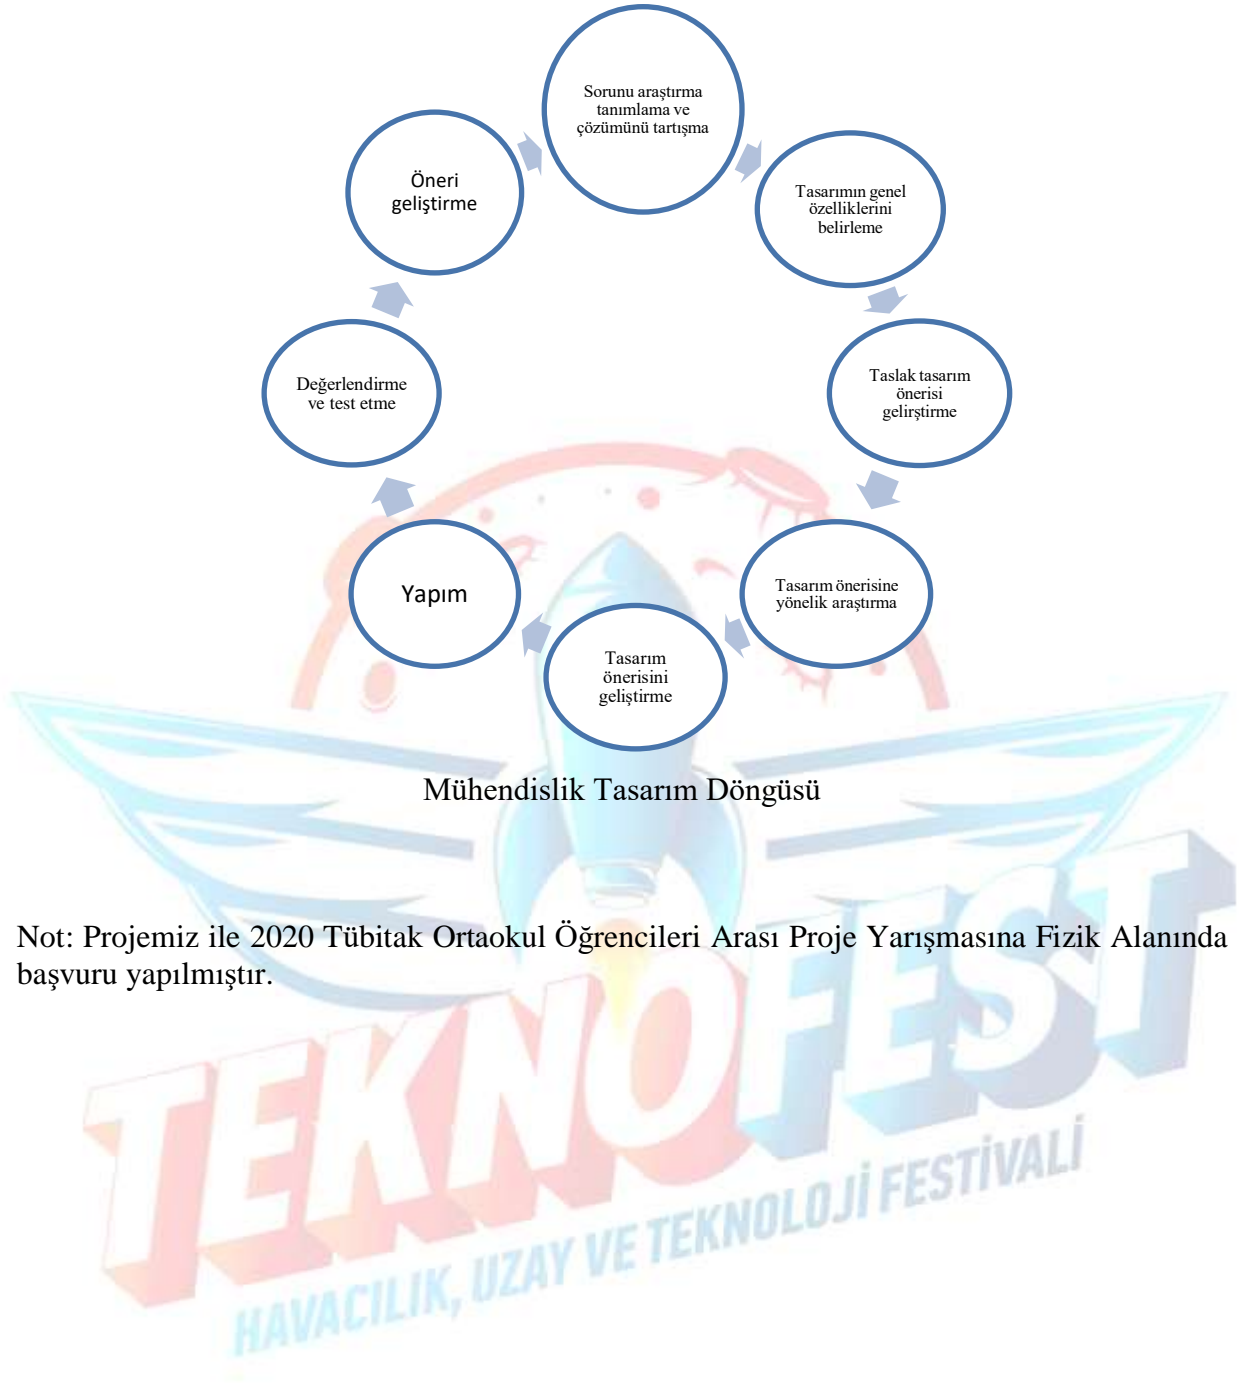 Sorunu araştırma
tanımlama ve
çözümünü tartışma
Tasarımın genel
özelliklerini
belirleme
Taslak tasarım
önerisi
gelirştirme
Tasarım önerisine
yönelik araştırma
Tasarım
önerisini
geliştirme
Yapım
Değerlendirme
ve test etme
Öneri
geliştirme
Mühendislik Tasarım Döngüsü
Not: Projemiz ile 2020 Tübitak Ortaokul Öğrencileri Arası Proje Yarışmasına Fizik Alanında
başvuru yapılmıştır.
TEKNOFEST
HAVACILIK, UZAY VE TEKNOLOJİ FESTİVALİ